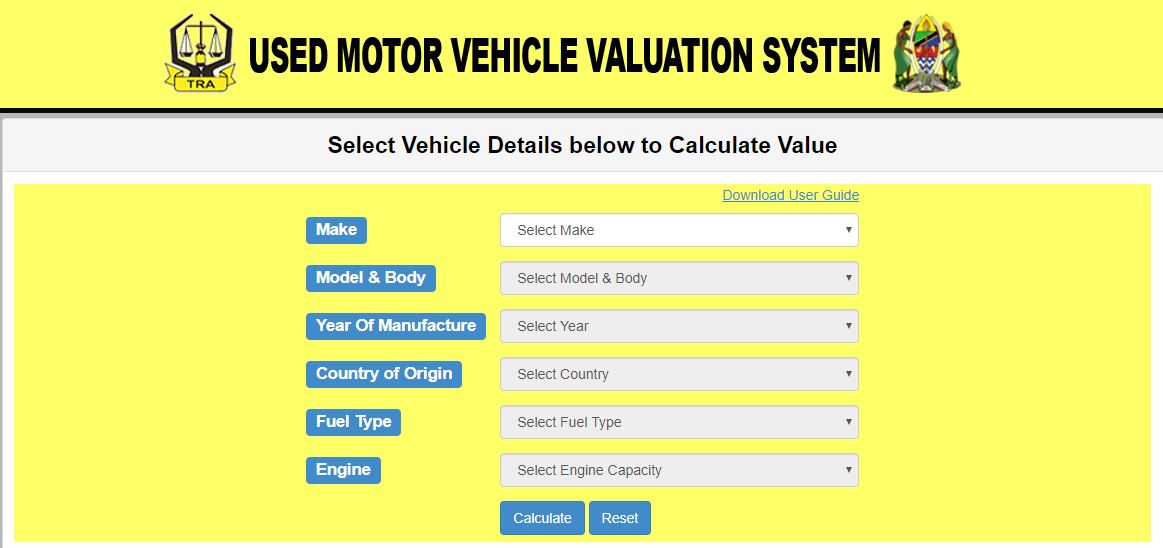 TRA
USED MOTOR VEHICLE VALUATION SYSTEM
Select Vehicle Details below to Calculate Value
Download User Guide
Make Select Make
Model & Body Select Model & Body
Year Of Manufacture Select Year
Country of Origin Select Country
Fuel Type Select Fuel Type
Engine Select Engine Capacity
Calculate Reset